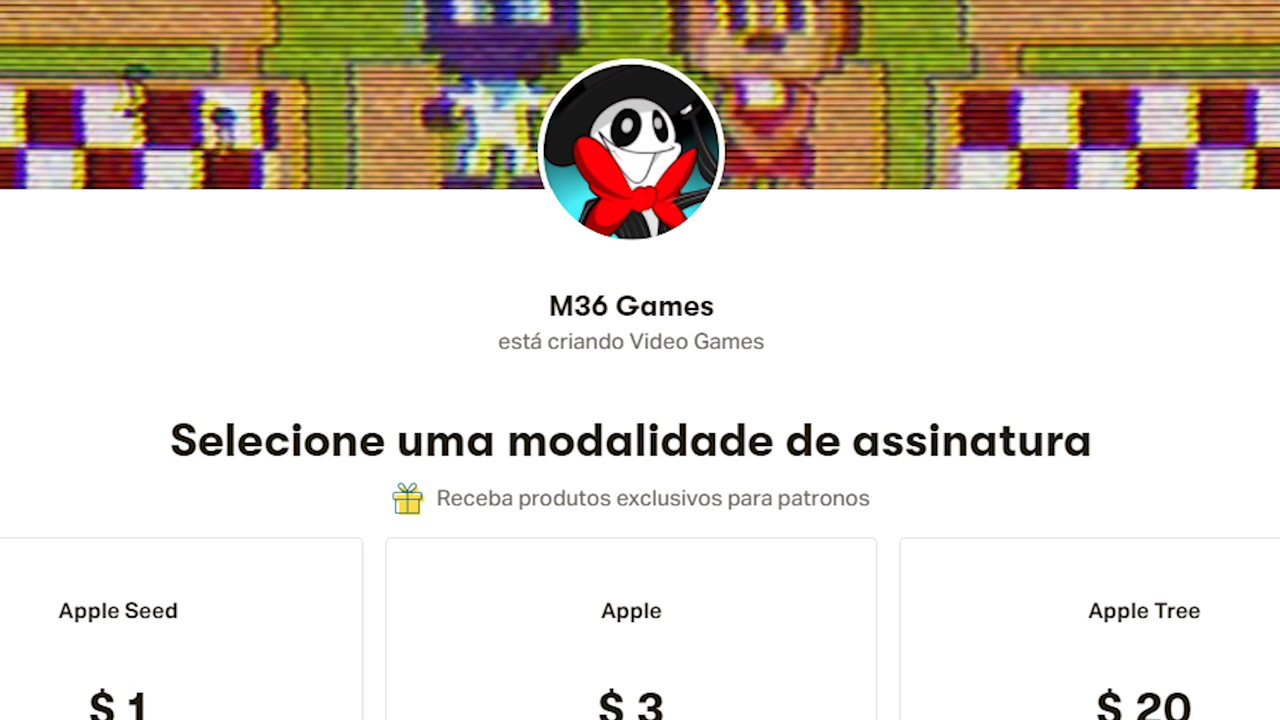 M36 Games
está criando Video Games
Selecione uma modalidade de assinatura
Receba produtos exclusivos para patronos
Apple Seed
Apple
Apple Tree
$ 1
$ 3
$ 20